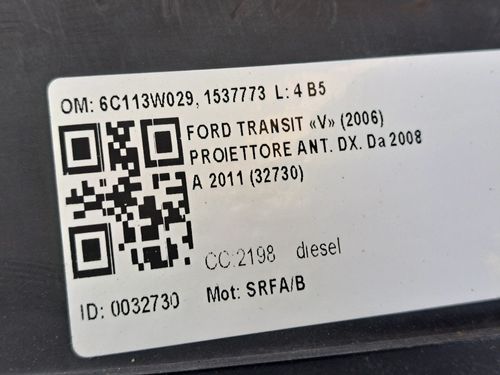 OM: 6C113W029, 1537773 L: 4 B5
FORD TRANSIT «V» (2006)
PROIETTORE ANT. DX. Da 2008
A 2011 (32730)
CC:2198 diesel
Mot: SRFA/B
ID: 0032730